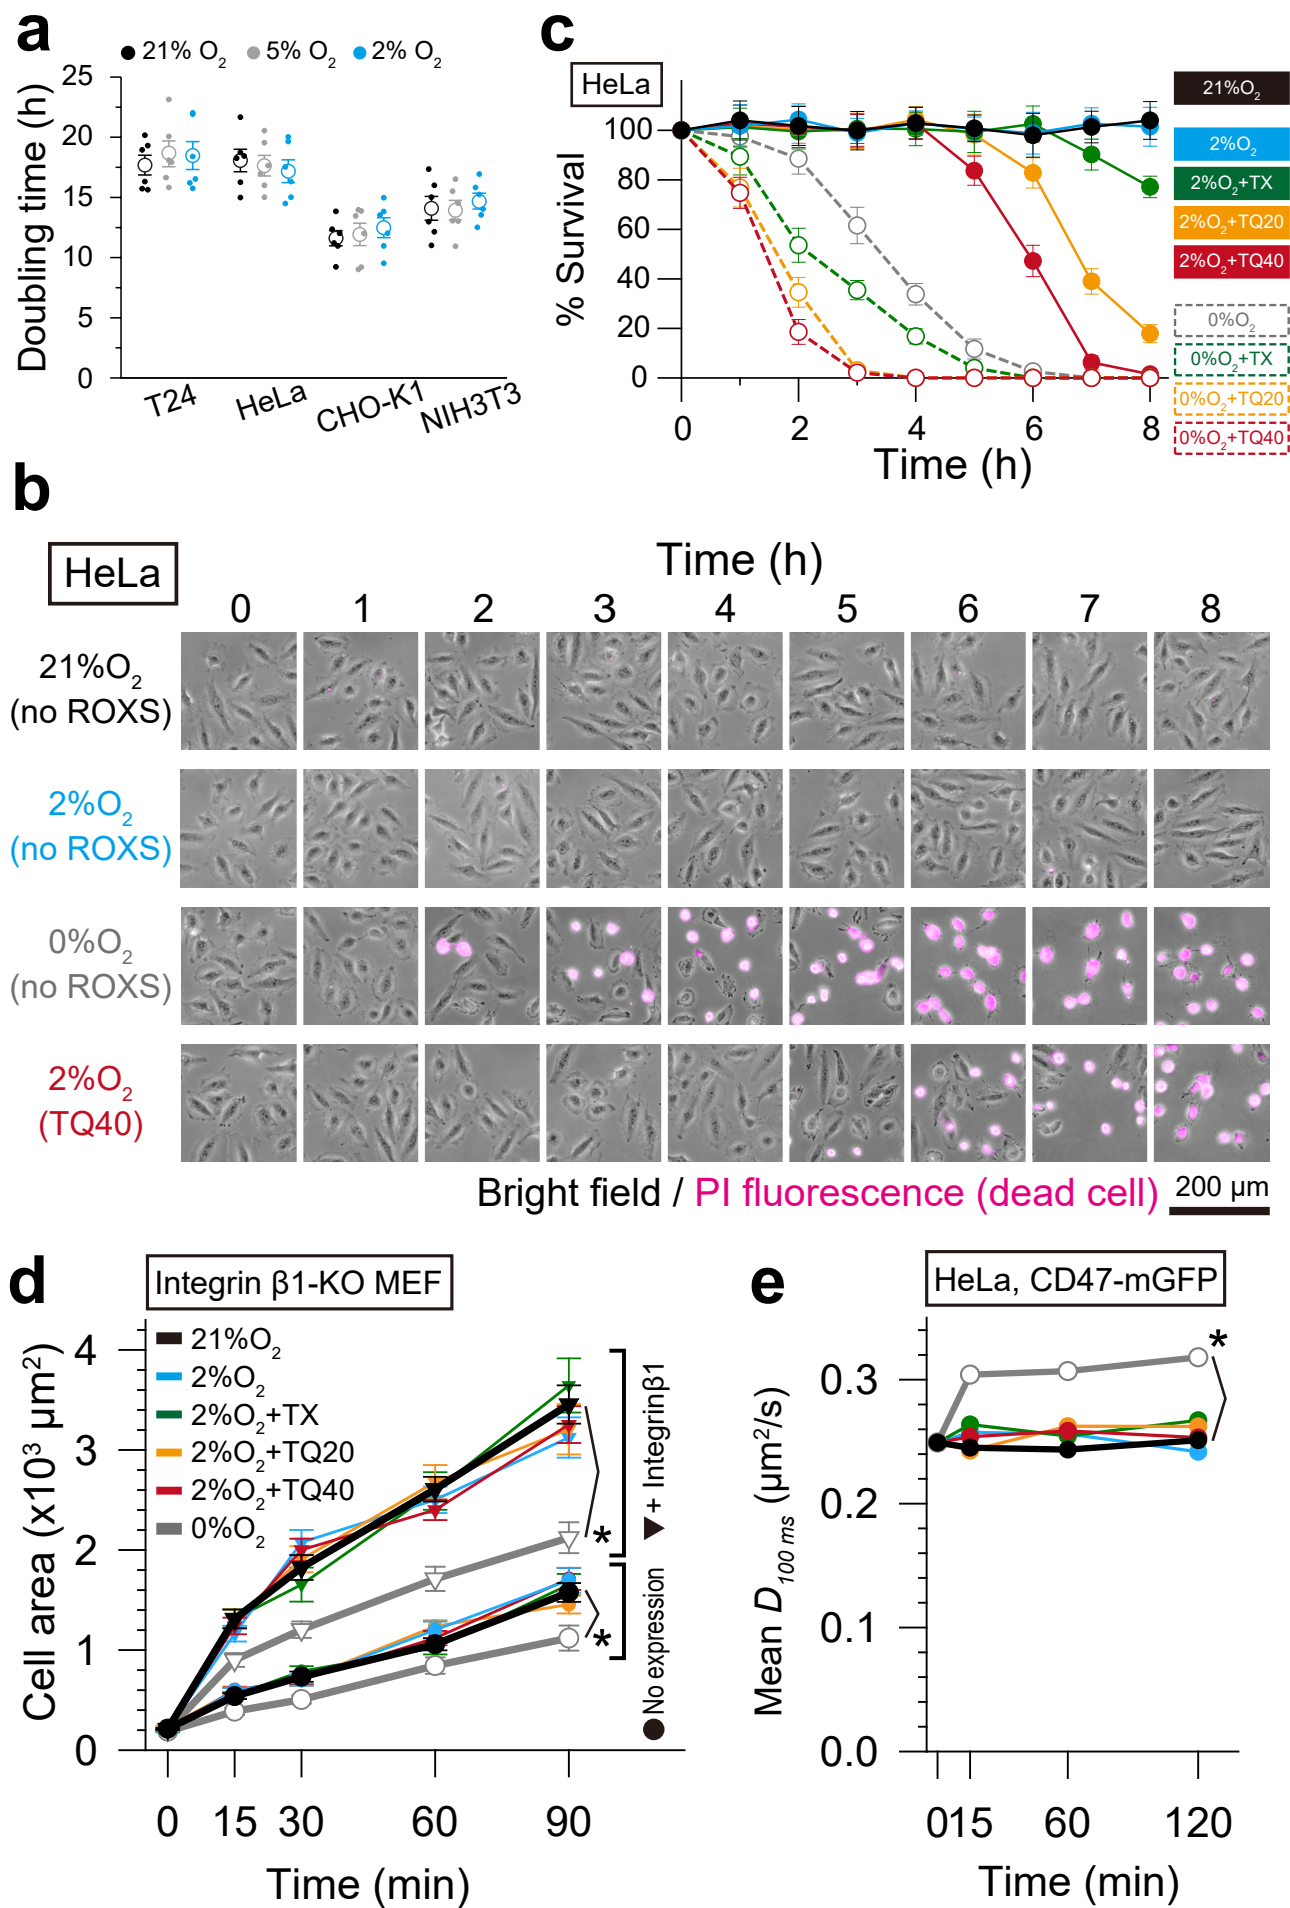 a
21% O2 5% O2 2% O2
Doubling time (h)
25
20
15
10
5
0
T24 HeLa CHO-K1 NIH3T3
c
HeLa
% Survival
100
80
60
40
20
0
0 2 4 6 8
Time (h)
21%O2
2%O2
2%O2+TX
2%O2+TQ20
2%O2+TQ40
0%O2
0%O2+TX
0%O2+TQ20
0%O2+TQ40
b
HeLa
Time (h)
0 1 2 3 4 5 6 7 8
21%O2
(no ROXS)
2%O2
(no ROXS)
0%O2
(no ROXS)
2%O2
(TQ40)
Bright field / PI fluorescence (dead cell)
200 µm
d
Integrin β1-KO MEF
Cell area (x10³ µm²)
4
3
2
1
0
21%O2
2%O2
2%O2+TX
2%O2+TQ20
2%O2+TQ40
0%O2
*
*
▼+ Integrinβ1
●No expression
0 15 30 60 90
Time (min)
e
HeLa, CD47-mGFP
Mean D100 ms (µm²/s)
0.3
0.2
0.1
0.0
*
0 15 60 120
Time (min)